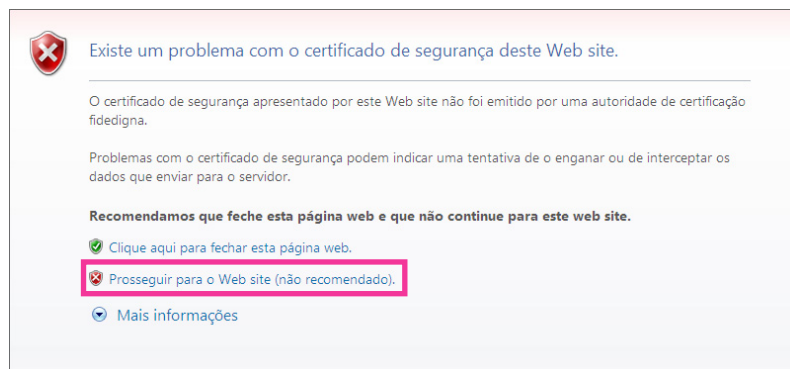 Existe um problema com o certificado de segurança deste Web site.
O certificado de segurança apresentado por este Web site não foi emitido por uma autoridade de certificação
fidedigna.
Problemas com o certificado de segurança podem indicar uma tentativa de o enganar ou de interceptar os
dados que enviar para o servidor.
Recomendamos que feche esta página web e que não continue para este web site.
Clique aqui para fechar esta página web.
Prosseguir para o Web site (não recomendado).
Mais informações